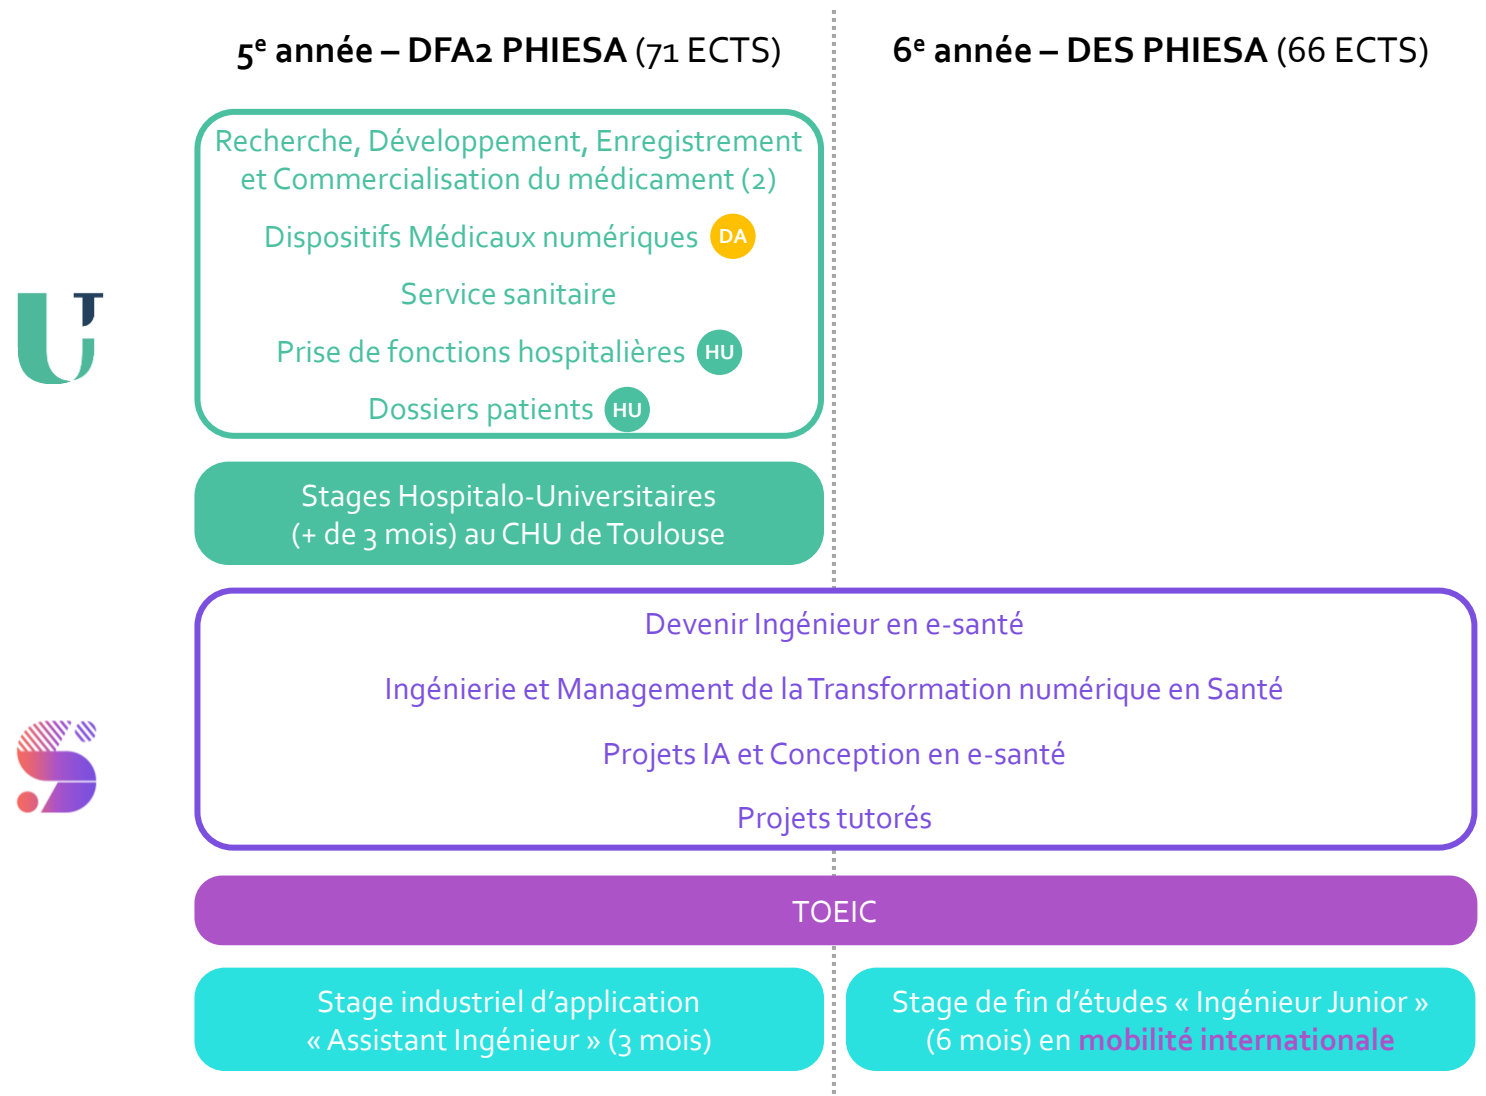 5e année – DFA2 PHIESA (71 ECTS)
6e année – DES PHIESA (66 ECTS)
Recherche, Développement, Enregistrement
et Commercialisation du médicament (2)
Dispositifs Médicaux numériques DA
Service sanitaire
Prise de fonctions hospitalières HU
Dossiers patients HU
Stages Hospitalo-Universitaires
(+ de 3 mois) au CHU de Toulouse
Devenir Ingénieur en e-santé
Ingénierie et Management de la Transformation numérique en Santé
Projets IA et Conception en e-santé
Projets tutorés
TOEIC
Stage industriel d’application
« Assistant Ingénieur » (3 mois)
Stage de fin d’études « Ingénieur Junior »
(6 mois) en mobilité internationale